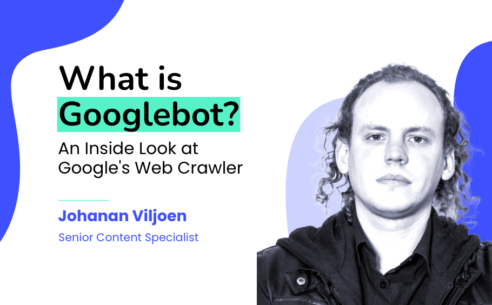 What is
Googlebot?
An Inside Look at
Google's Web Crawler
Johanan Viljoen
Senior Content Specialist